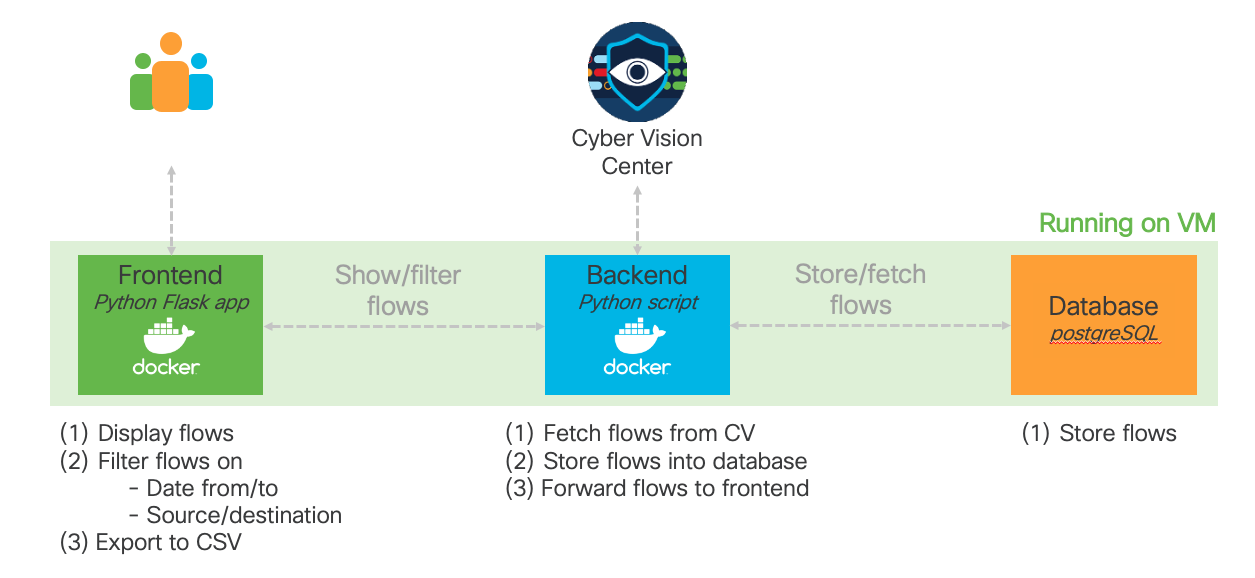 Cyber Vision
Center
Running on VM
Frontend
Python Flask app
docker
Show/filter
flows
Backend
Python script
docker
Store/fetch
flows
Database
postgreSQL
(1) Display flows
(2) Filter flows on
- Date from/to
- Source/destination
(3) Export to CSV
(1) Fetch flows from CV
(2) Store flows into database
(3) Forward flows to frontend
(1) Store flows